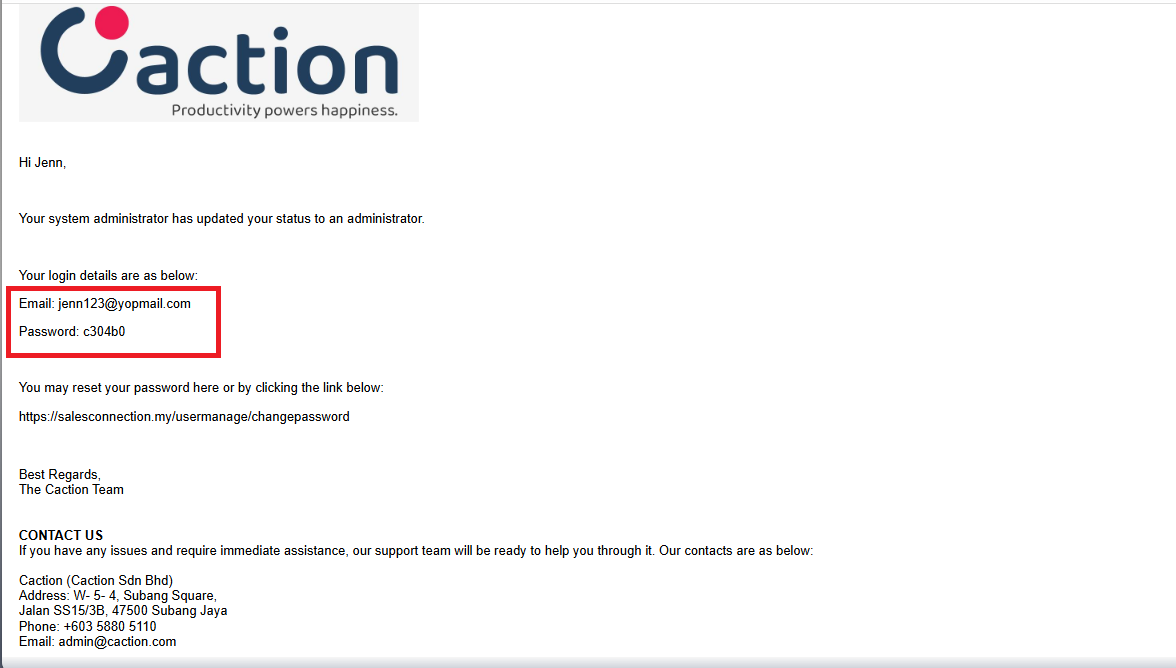 Caction
Productivity powers happiness.
Hi Jenn,
Your system administrator has updated your status to an administrator.
Your login details are as below:
Email: jenn123@yopmail.com
Password: c304b0
You may reset your password here or by clicking the link below:
https://salesconnection.my/usermanage/changepassword
Best Regards,
The Caction Team
CONTACT US
If you have any issues and require immediate assistance, our support team will be ready to help you through it. Our contacts are as below:
Caction (Caction Sdn Bhd)
Address: W- 5- 4, Subang Square,
Jalan SS15/3B, 47500 Subang Jaya
Phone: +603 5880 5110
Email: admin@caction.com